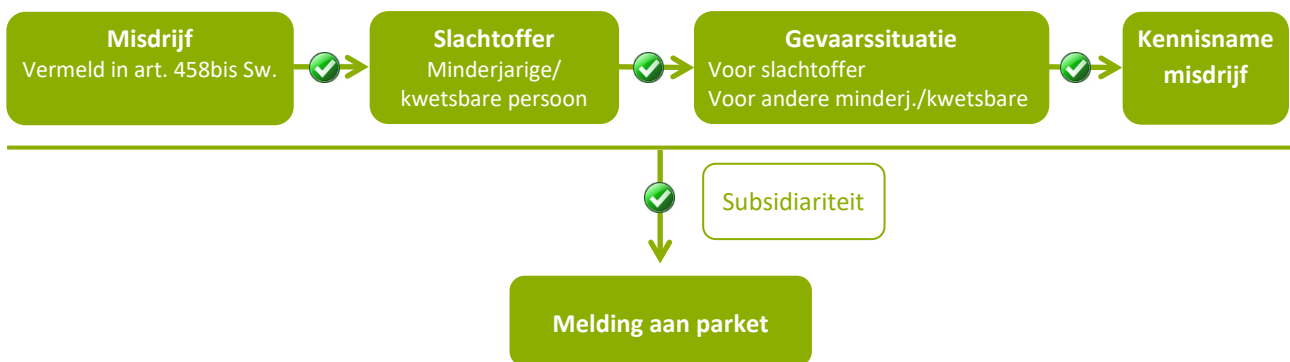 Misdrijf
Vermeld in art. 458bis Sw.
Slachtoffer
Minderjarige/
kwetsbare persoon
Gevaarssituatie
Voor slachtoffer
Voor andere minderj./kwetsbare
Kennisname
misdrijf
Subsidiariteit
Melding aan parket